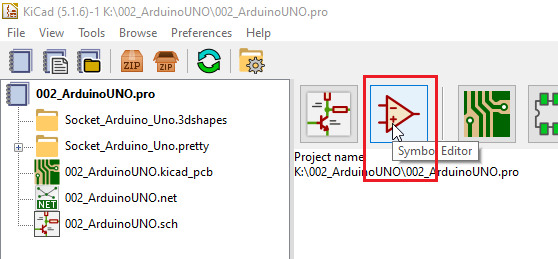 KiCad (5.1.6)-1 K:\002_ArduinoUNO\002_ArduinoUNO.pro
File View Tools Browse Preferences Help
ZIP ZIP
002_ArduinoUNO.pro
Socket_Arduino_Uno.3dshapes
Socket_Arduino_Uno.pretty
002_ArduinoUNO.kicad_pcb
NET
002_ArduinoUNO.net
002_ArduinoUNO.sch
Symbol Editor
Project name
K:\002_ArduinoUNO\002_ArduinoUNO.pro